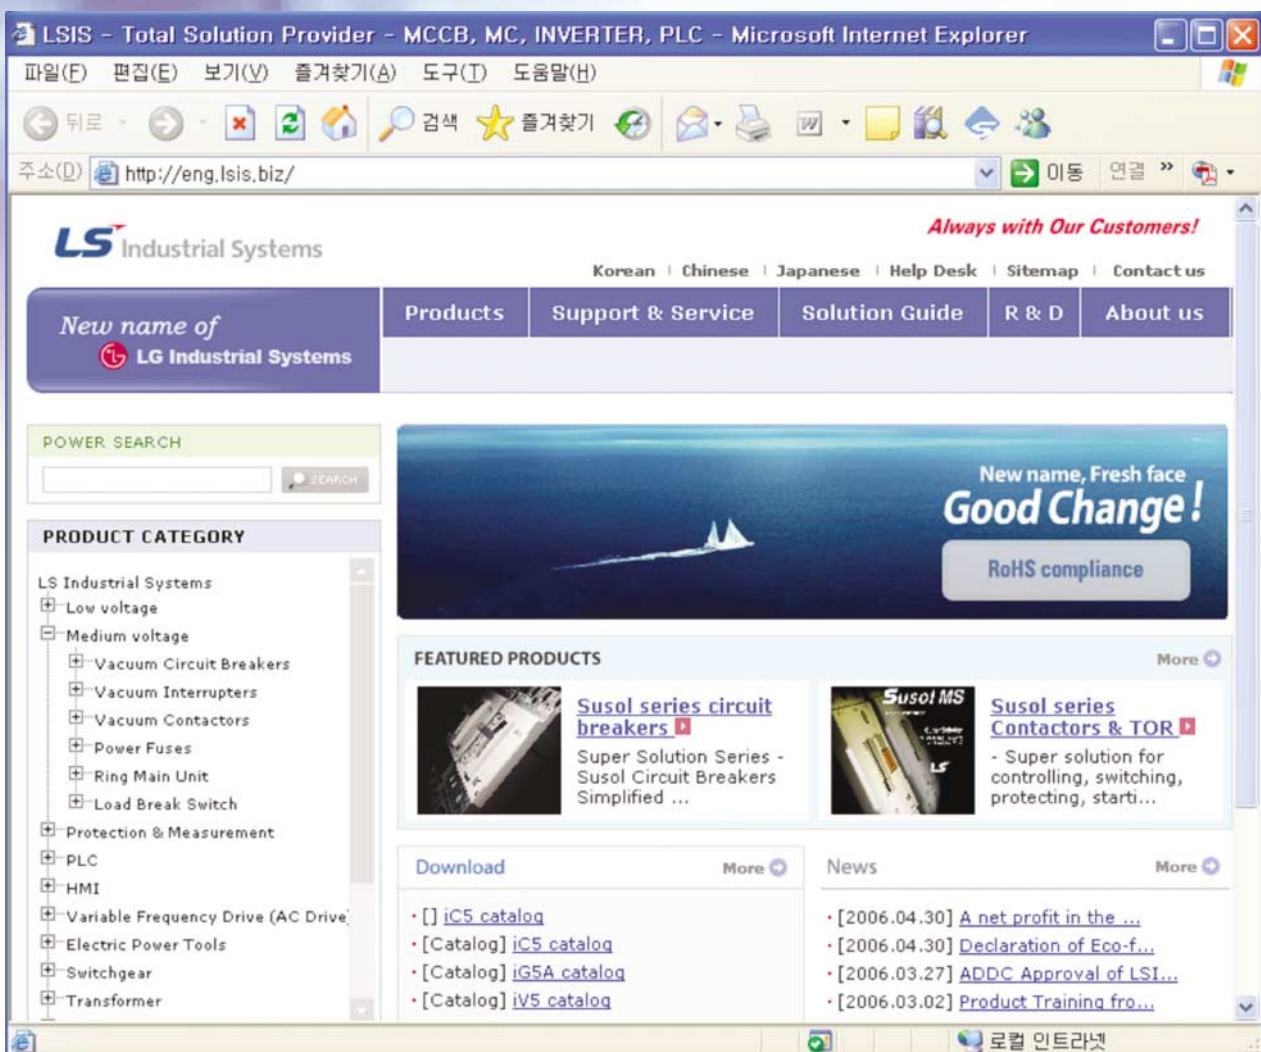 LSIS - Total Solution Provider - MCCB, MC, INVERTER, PLC - Microsoft Internet Explorer
파일(F) 편집(E) 보기(V) 즐겨찾기(A) 도구(T) 도움말(H)
뒤로 검색 즐겨찾기
주소(D) http://eng.lsis.biz/ 이동 연결 »
LS Industrial Systems
Always with Our Customers!
Korean | Chinese | Japanese | Help Desk | Sitemap | Contact us
New name of
LG Industrial Systems
Products Support & Service Solution Guide R & D About us
POWER SEARCH
SEARCH
PRODUCT CATEGORY
LS Industrial Systems
Low voltage
Medium voltage
Vacuum Circuit Breakers
Vacuum Interrupters
Vacuum Contactors
Power Fuses
Ring Main Unit
Load Break Switch
Protection & Measurement
PLC
HMI
Variable Frequency Drive (AC Drive)
Electric Power Tools
Switchgear
Transformer
New name, Fresh face
Good Change!
RoHS compliance
FEATURED PRODUCTS More
Susol series circuit
breakers
Super Solution Series -
Susol Circuit Breakers
Simplified ...
Susol MS
LS
Susol series
Contactors & TOR
- Super solution for
controlling, switching,
protecting, starti...
Download More
· [] iC5 catalog
· [Catalog] iC5 catalog
· [Catalog] iG5A catalog
· [Catalog] iV5 catalog
News More
· [2006.04.30] A net profit in the ...
· [2006.04.30] Declaration of Eco-f...
· [2006.03.27] ADDC Approval of LSI...
· [2006.03.02] Product Training fro...
로컬 인트라넷